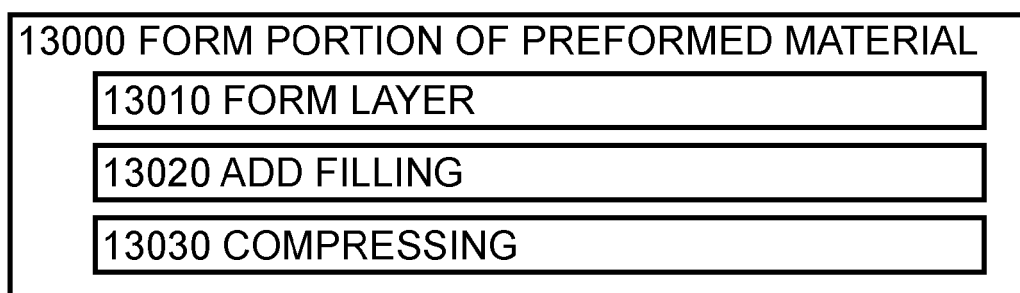 13000 FORM PORTION OF PREFORMED MATERIAL
13010 FORM LAYER
13020 ADD FILLING
13030 COMPRESSING